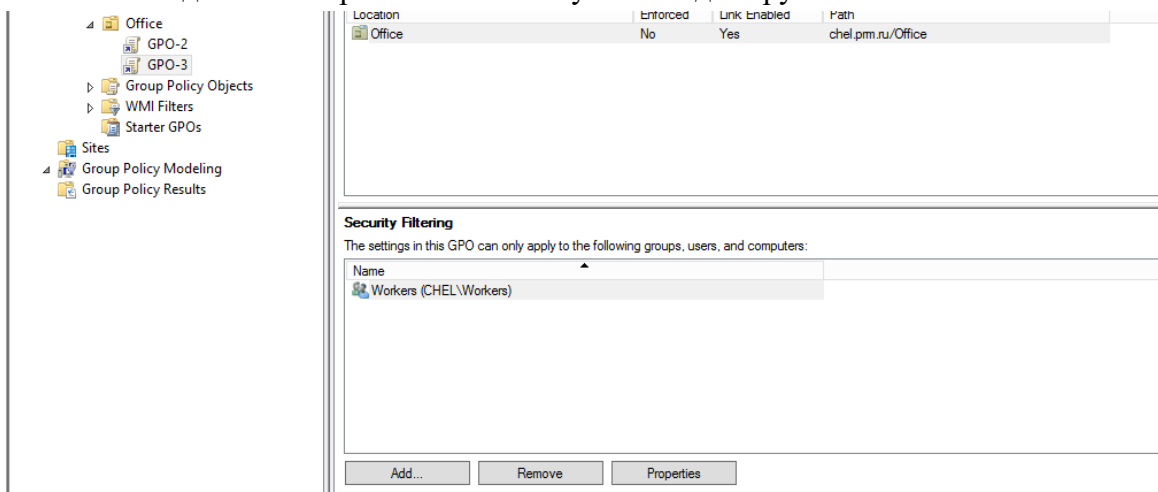 Location Enforced Link Enabled Path
Office No Yes chel.prm.ru/Office
Office
GPO-2
GPO-3
Group Policy Objects
WMI Filters
Starter GPOs
Sites
Group Policy Modeling
Group Policy Results
Security Filtering
The settings in this GPO can only apply to the following groups, users, and computers:
Name
Workers (CHEL\Workers)
Add... Remove Properties